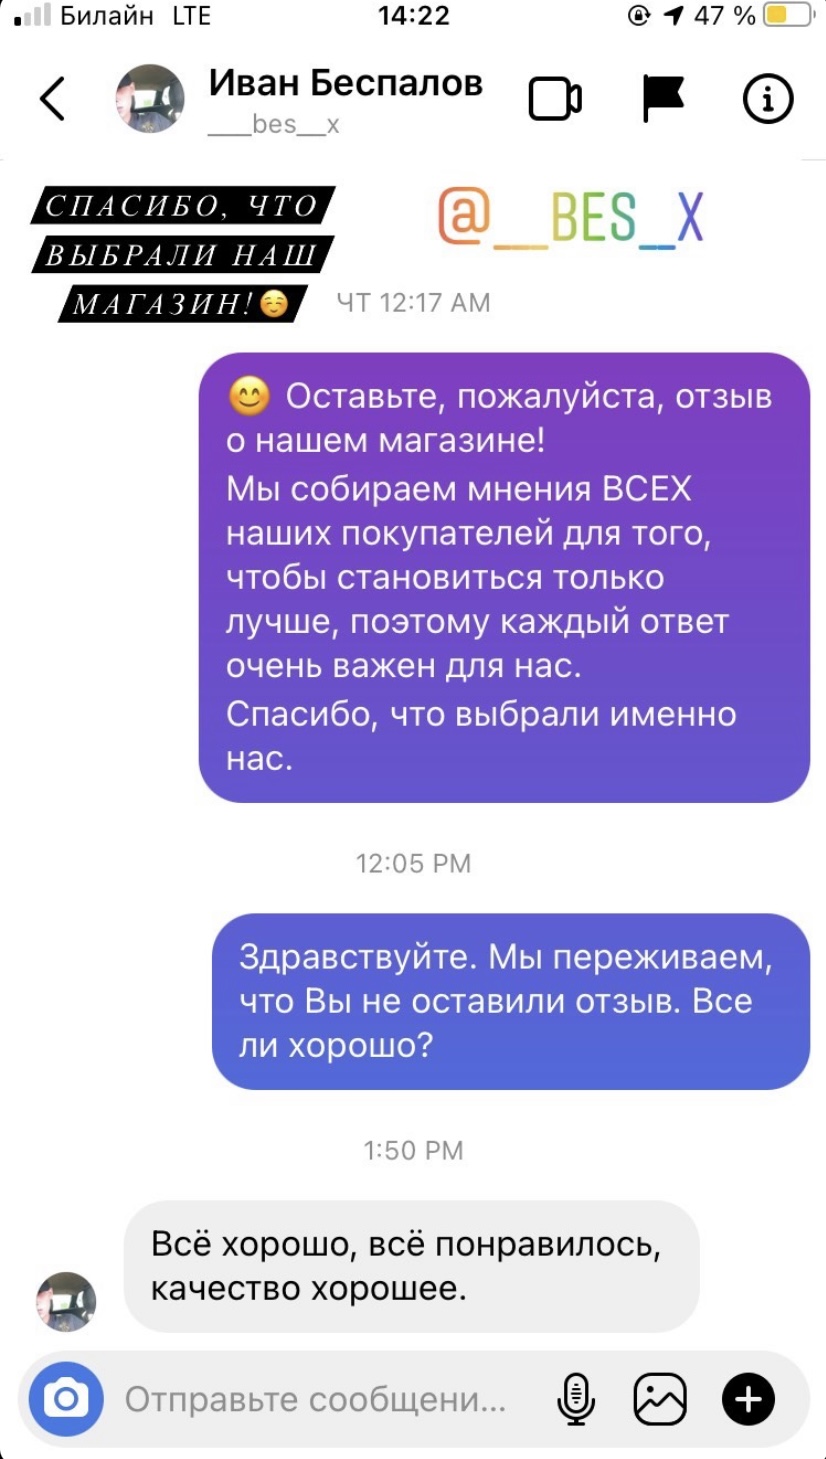 Билайн LTE 14:22 47 %
Иван Беспалов
___bes__x
СПАСИБО, ЧТО
ВЫБРАЛИ НАШ
МАГАЗИН!☺️
@__BES_X
ЧТ 12:17 AM
😊 Оставьте, пожалуйста, отзыв
о нашем магазине!
Мы собираем мнения ВСЕХ
наших покупателей для того,
чтобы становиться только
лучше, поэтому каждый ответ
очень важен для нас.
Спасибо, что выбрали именно
нас.
12:05 PM
Здравствуйте. Мы переживаем,
что Вы не оставили отзыв. Все
ли хорошо?
1:50 PM
Всё хорошо, всё понравилось,
качество хорошее.
Отправьте сообщени...